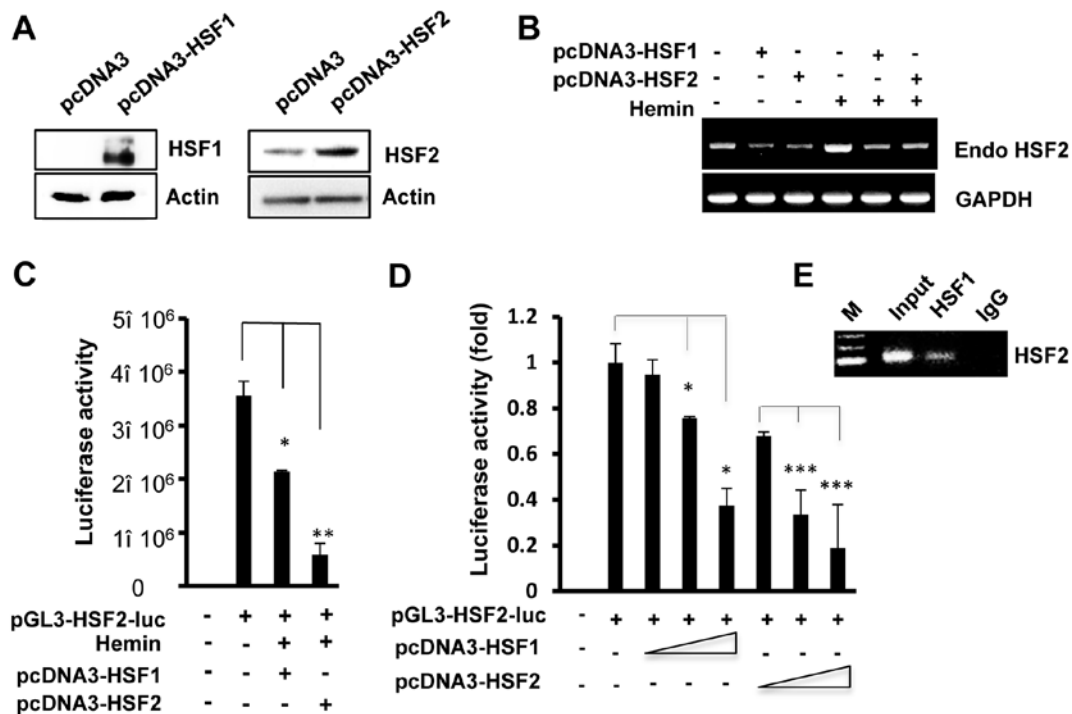 A
pcDNA3
pcDNA3-HSF1
HSF1
Actin
pcDNA3
pcDNA3-HSF2
HSF2
Actin
B
pcDNA3-HSF1 - + - - + -
pcDNA3-HSF2 - - + - - +
Hemin - - - + + +
Endo HSF2
GAPDH
C
Luciferase activity
5î 10⁶
4î 10⁶
3î 10⁶
2î 10⁶
1î 10⁶
0
*
**
pGL3-HSF2-luc - + + +
Hemin - - + +
pcDNA3-HSF1 - - + -
pcDNA3-HSF2 - - - +
D
Luciferase activity (fold)
1.2
1
0.8
0.6
0.4
0.2
0
*
*
***
***
pGL3-HSF2-luc - + + + + + + +
pcDNA3-HSF1 - - - - -
pcDNA3-HSF2 - - - - -
E
M
Input
HSF1
IgG
HSF2